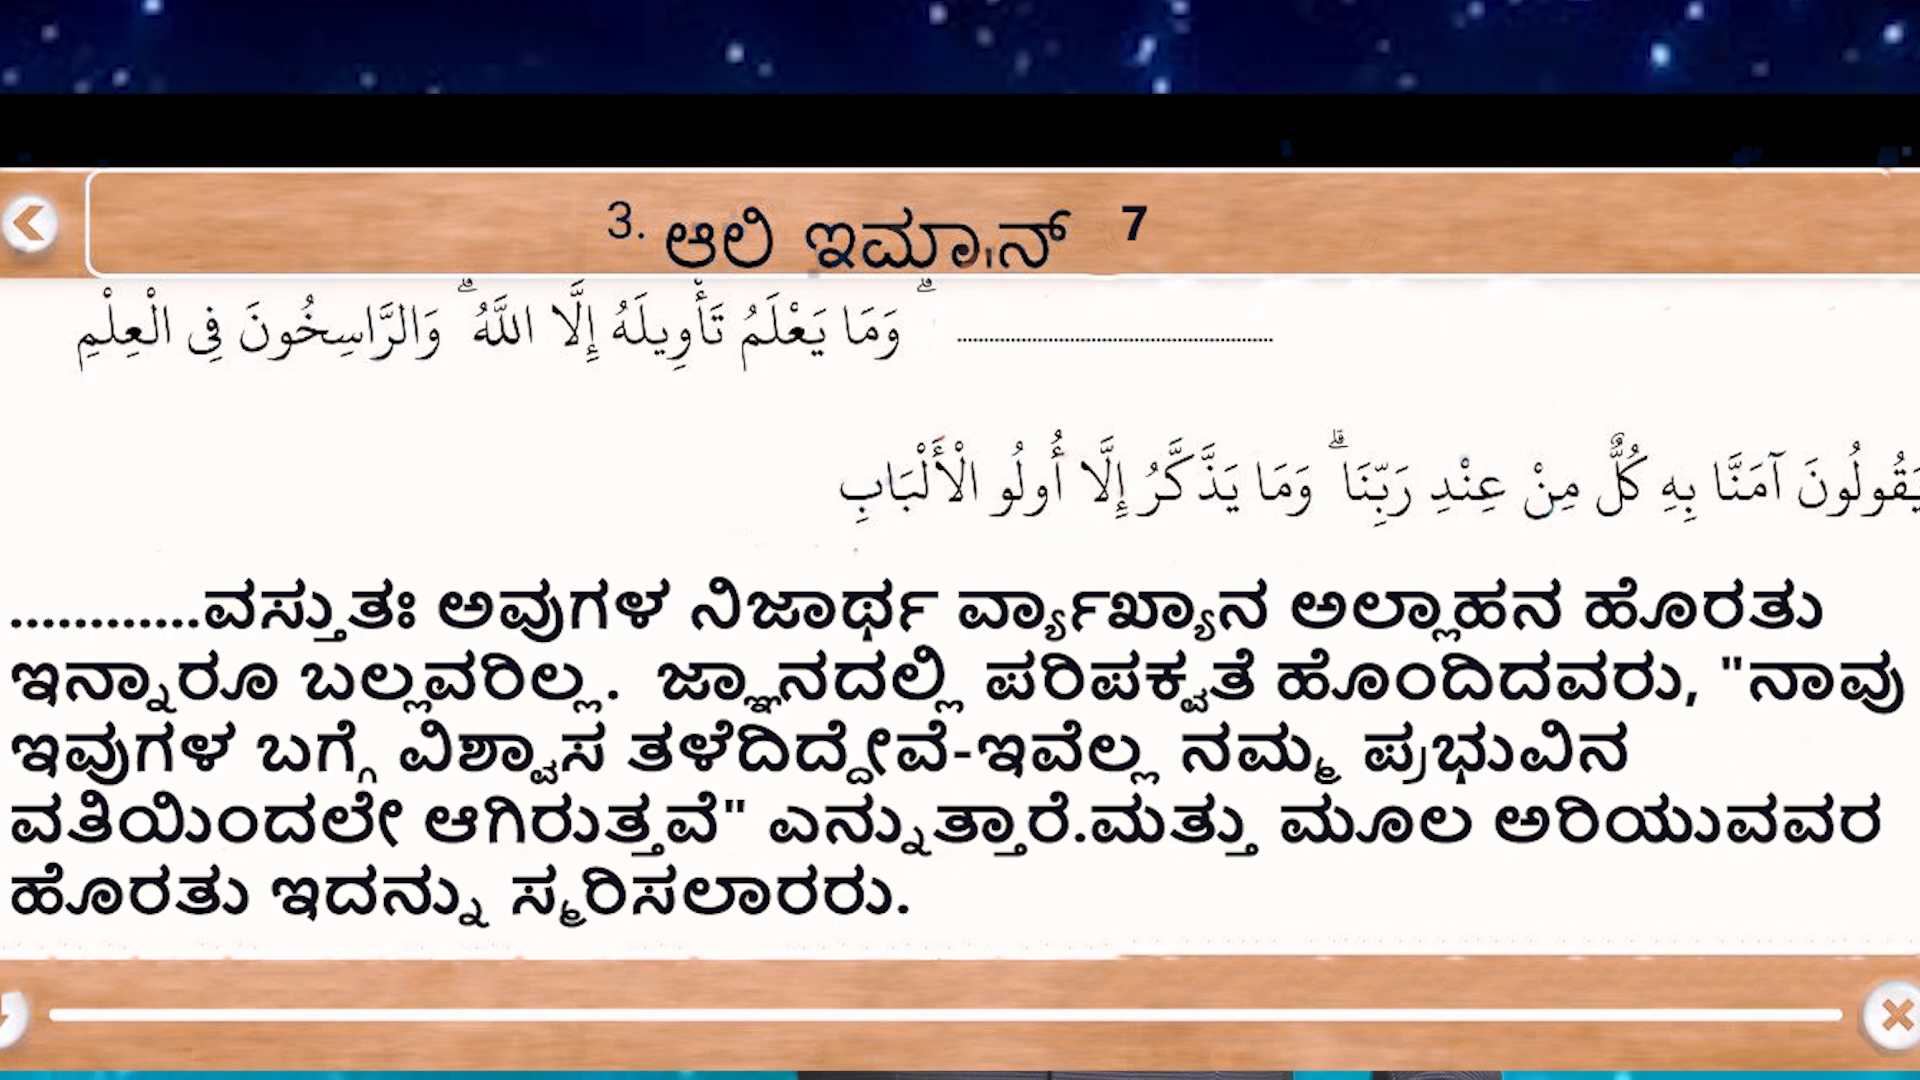 3. ಆಲಿ ಇಮ್ರಾನ್ 7
ۗ وَمَا يَعْلَمُ تَأْوِيلَهُ إِلَّا اللَّهُ ۗ وَالرَّاسِخُونَ فِي الْعِلْمِ ................
يَقُولُونَ آمَنَّا بِهِ كُلٌّ مِنْ عِنْدِ رَبِّنَا ۗ وَمَا يَذَّكَّرُ إِلَّا أُولُو الْأَلْبَابِ
............ವಸ್ತುತಃ ಅವುಗಳ ನಿಜಾರ್ಥ ವ್ಯಾರ್ಖ್ಯಾನ ಅಲ್ಲಾಹನ ಹೊರತು
ಇನ್ನಾರೂ ಬಲ್ಲವರಿಲ್ಲ. ಜ್ಞಾನದಲ್ಲಿ ಪರಿಪಕ್ವತೆ ಹೊಂದಿದವರು, "ನಾವು
ಇವುಗಳ ಬಗ್ಗೆ ವಿಶ್ವಾಸ ತಳೆದಿದ್ದೇವೆ-ಇವೆಲ್ಲ ನಮ್ಮ ಪ್ರಭುವಿನ
ವತಿಯಿಂದಲೇ ಆಗಿರುತ್ತವೆ" ಎನ್ನುತ್ತಾರೆ.ಮತ್ತು ಮೂಲ ಅರಿಯುವವರ
ಹೊರತು ಇದನ್ನು ಸ್ಮರಿಸಲಾರರು.